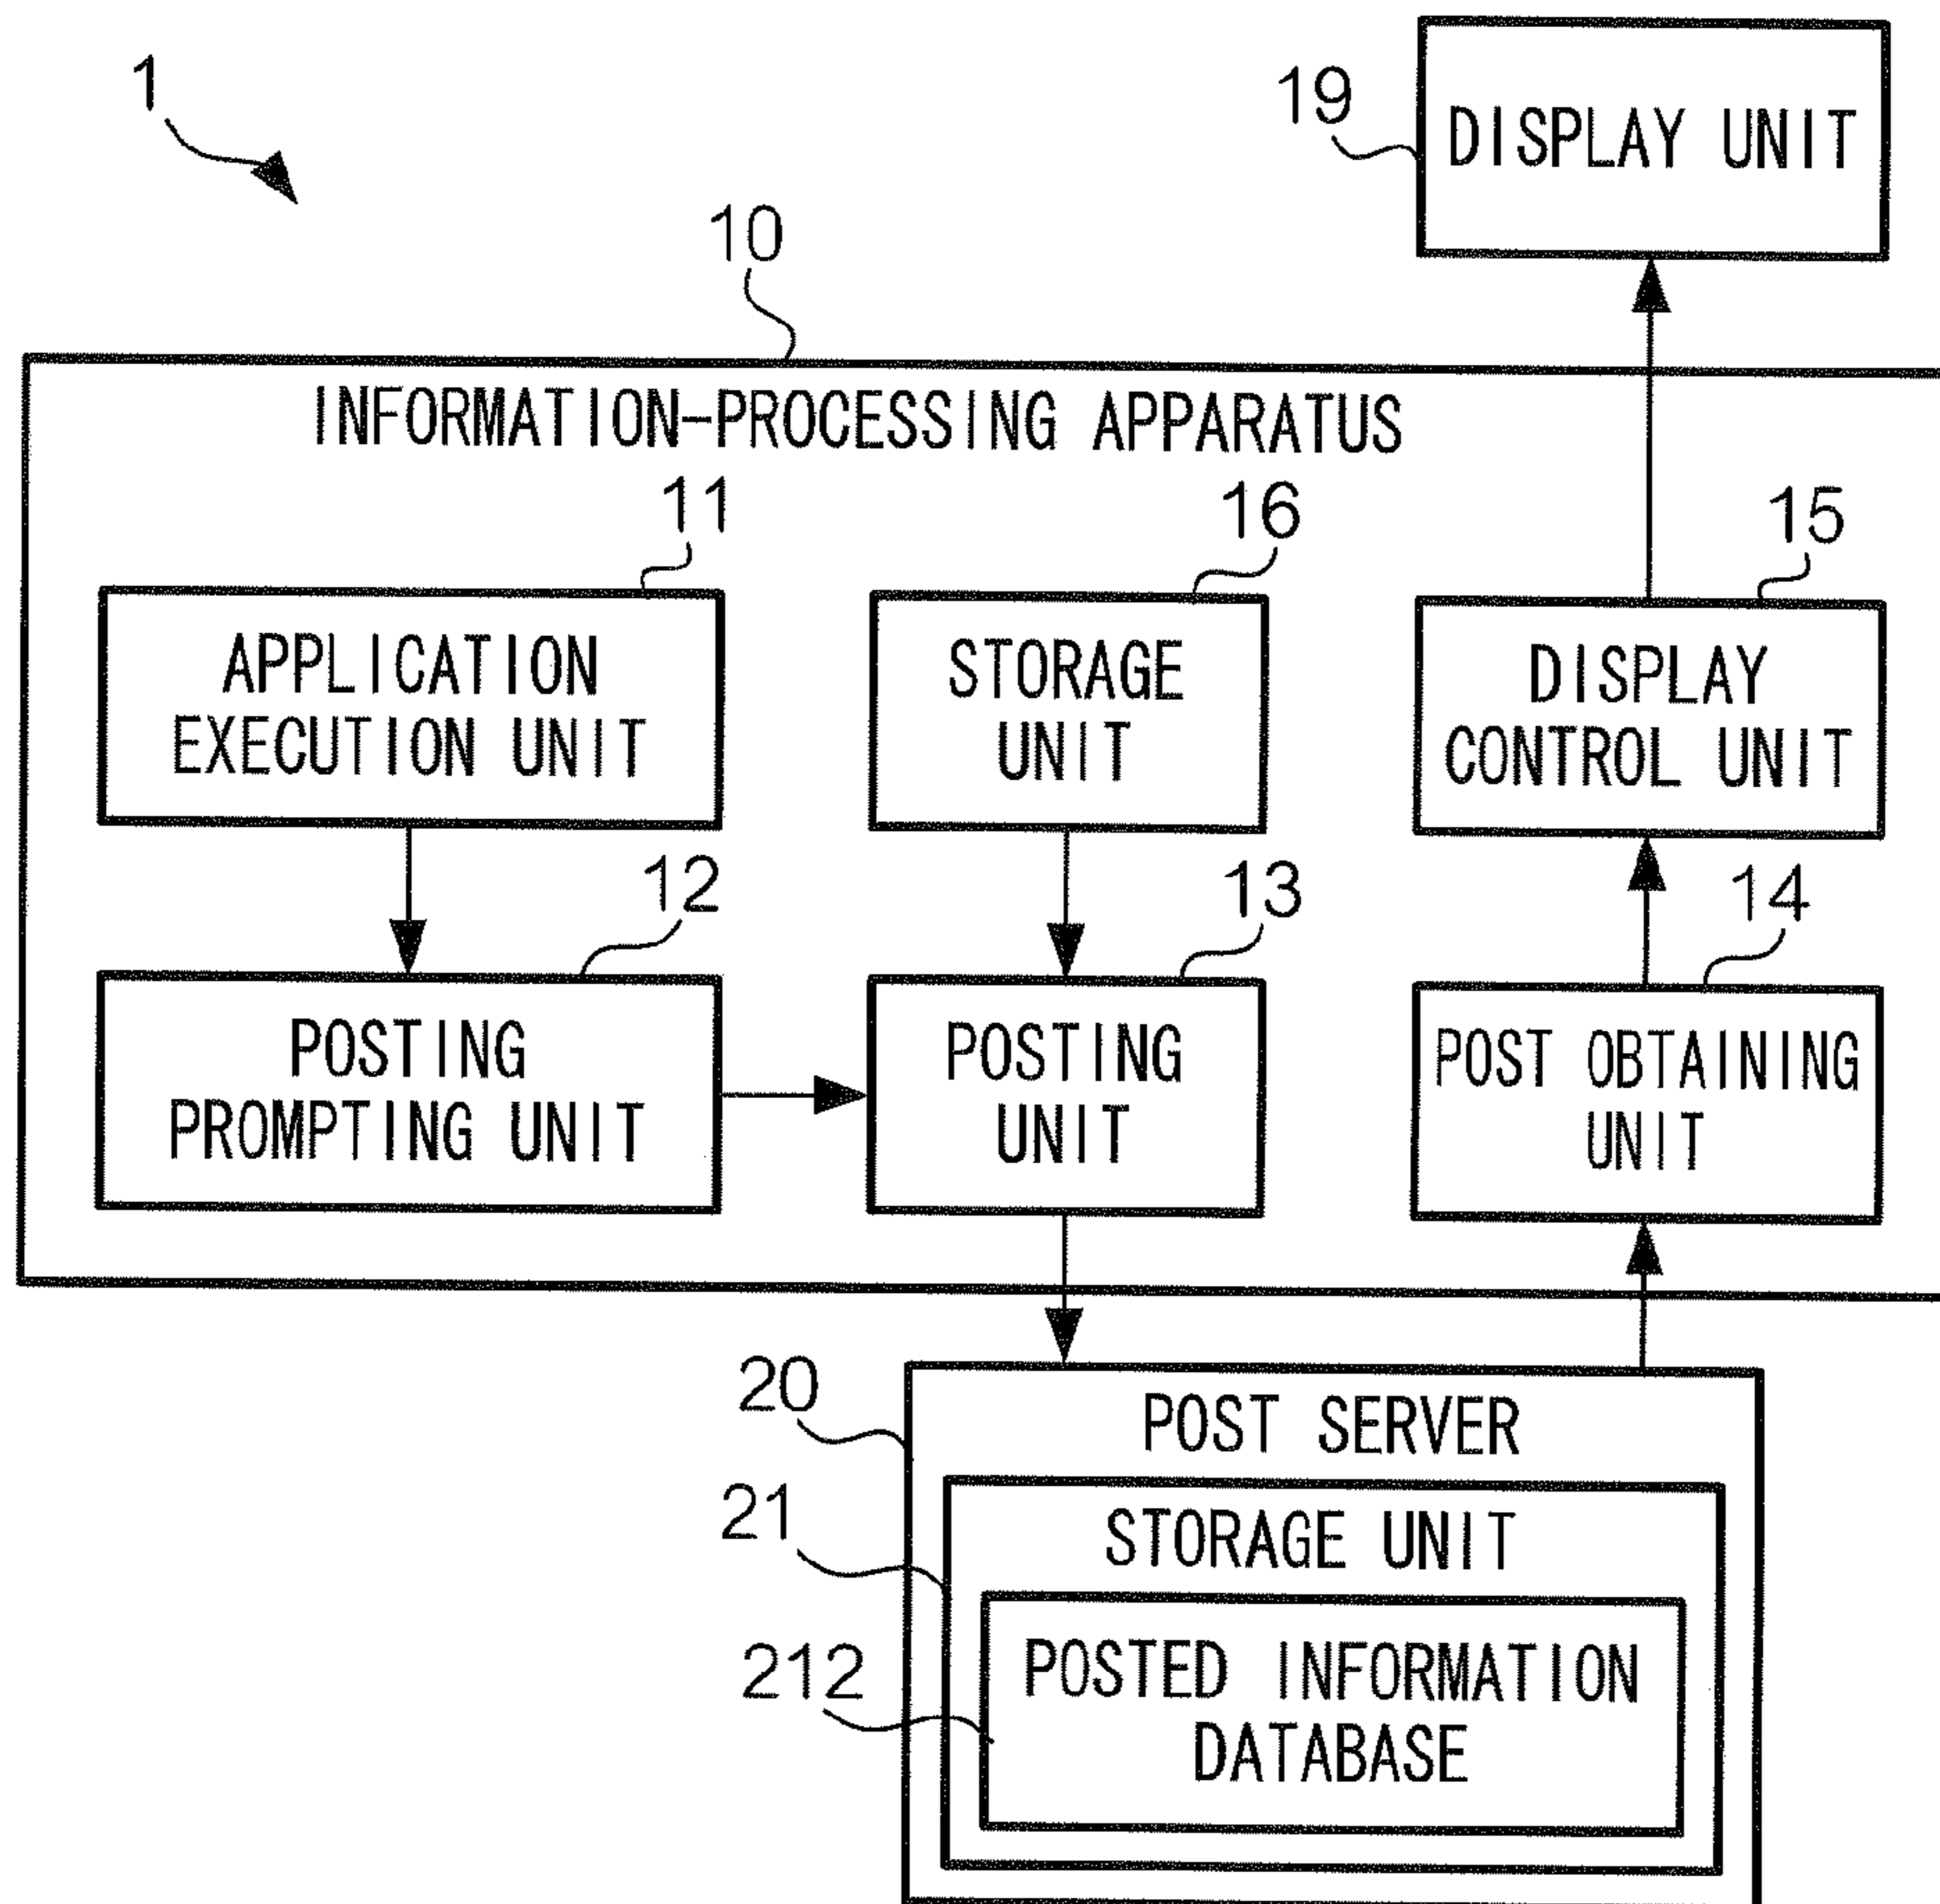 1
19
DISPLAY UNIT
10
INFORMATION-PROCESSING APPARATUS
11
16
15
APPLICATION
EXECUTION UNIT
STORAGE
UNIT
DISPLAY
CONTROL UNIT
12
13
14
POSTING
PROMPTING UNIT
POSTING
UNIT
POST OBTAINING
UNIT
20
POST SERVER
21
STORAGE UNIT
212
POSTED INFORMATION
DATABASE